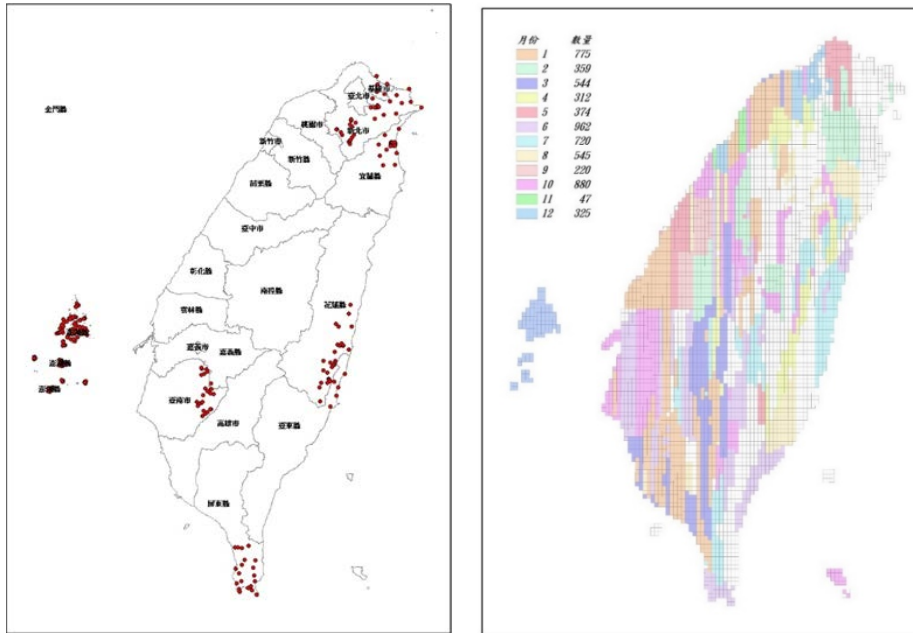 金門縣
基隆市
臺北市
桃園市
新北市
新竹市
新竹縣
宜蘭縣
苗栗縣
臺中市
彰化縣
南投縣
花蓮縣
雲林縣
嘉義市
嘉義縣
臺南市
高雄市
臺東縣
屏東縣
月份 數量
1 775
2 359
3 544
4 312
5 374
6 962
7 720
8 545
9 220
10 880
11 47
12 325